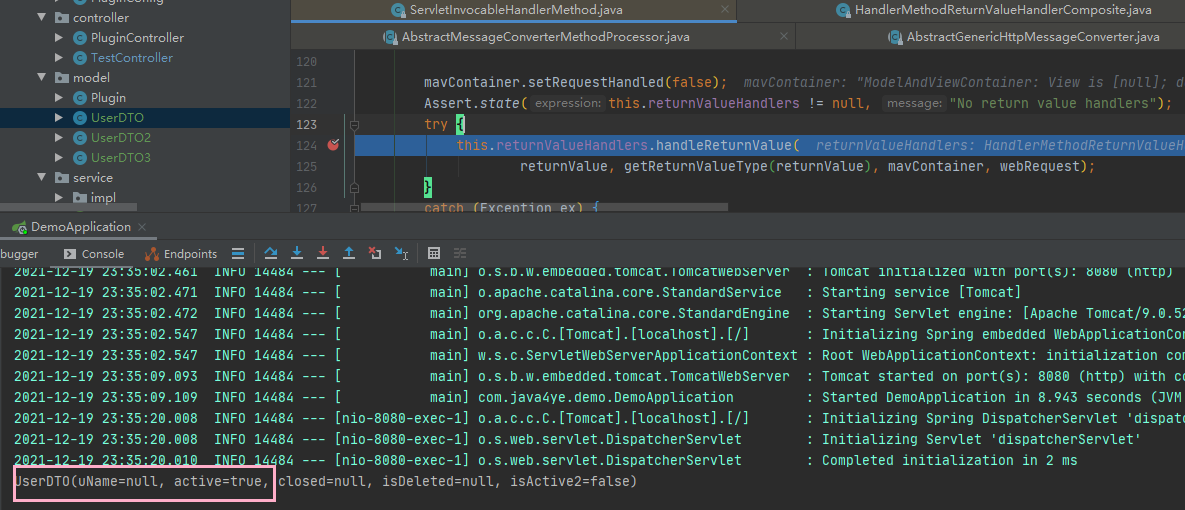 PluginConfig
controller
PluginController
TestController
model
Plugin
UserDTO
UserDTO2
UserDTO3
service
impl
ServletInvocableHandlerMethod.java
HandlerMethodReturnValueHandlerComposite.java
AbstractMessageConverterMethodProcessor.java
AbstractGenericHttpMessageConverter.java
120
121 mavContainer.setRequestHandled(false); mavContainer: "ModelAndViewContainer: View is [null]; d
122 Assert.state( expression: this.returnValueHandlers != null, message: "No return value handlers");
123 try {
124 this.returnValueHandlers.handleReturnValue( returnValueHandlers: HandlerMethodReturnValueH
125 returnValue, getReturnValueType(returnValue), mavContainer, webRequest);
126 }
127 catch (Exception ex) {
DemoApplication
bugger Console Endpoints
2021-12-19 23:35:02.461 INFO 14484 --- [ main] o.s.b.w.embedded.tomcat.TomcatWebServer : Tomcat initialized with port(s): 8080 (http)
2021-12-19 23:35:02.471 INFO 14484 --- [ main] o.apache.catalina.core.StandardService : Starting service [Tomcat]
2021-12-19 23:35:02.472 INFO 14484 --- [ main] org.apache.catalina.core.StandardEngine : Starting Servlet engine: [Apache Tomcat/9.0.52
2021-12-19 23:35:02.547 INFO 14484 --- [ main] o.a.c.c.C.[Tomcat].[localhost].[/] : Initializing Spring embedded WebApplicationCon
2021-12-19 23:35:02.547 INFO 14484 --- [ main] w.s.c.ServletWebServerApplicationContext : Root WebApplicationContext: initialization com
2021-12-19 23:35:09.093 INFO 14484 --- [ main] o.s.b.w.embedded.tomcat.TomcatWebServer : Tomcat started on port(s): 8080 (http) with co
2021-12-19 23:35:09.109 INFO 14484 --- [ main] com.java4ye.demo.DemoApplication : Started DemoApplication in 8.943 seconds (JVM
2021-12-19 23:35:20.008 INFO 14484 --- [nio-8080-exec-1] o.a.c.c.C.[Tomcat].[localhost].[/] : Initializing Spring DispatcherServlet 'dispatc
2021-12-19 23:35:20.008 INFO 14484 --- [nio-8080-exec-1] o.s.web.servlet.DispatcherServlet : Initializing Servlet 'dispatcherServlet'
2021-12-19 23:35:20.010 INFO 14484 --- [nio-8080-exec-1] o.s.web.servlet.DispatcherServlet : Completed initialization in 2 ms
UserDTO(uName=null, active=true, closed=null, isDeleted=null, isActive2=false)